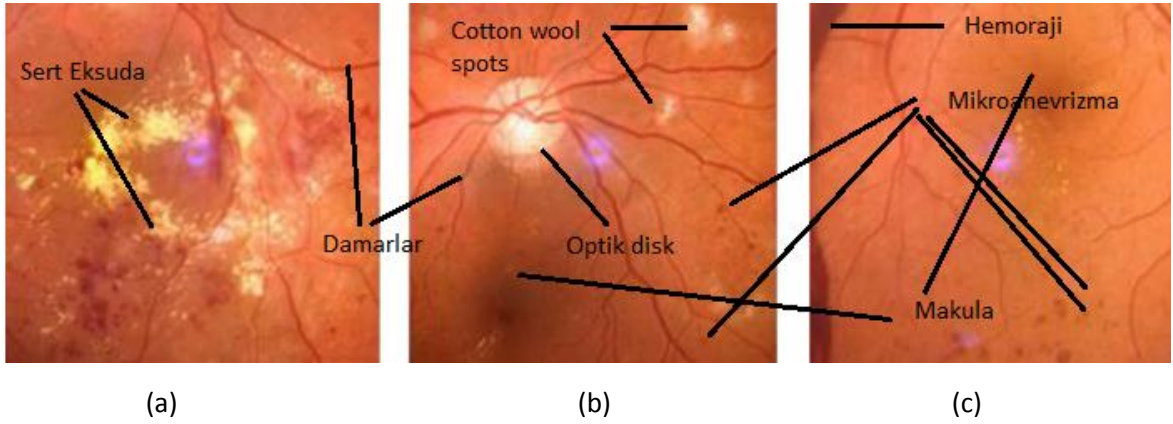 Sert Eksuda
Damarlar
Cotton wool
spots
Optik disk
Hemoraji
Mikroanevrizma
Makula
(a)
(b)
(c)